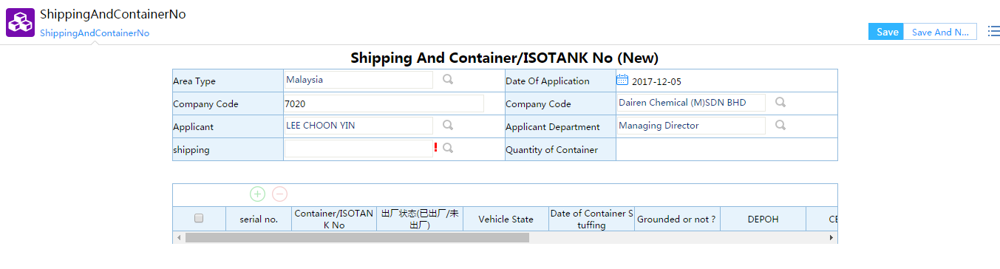 ShippingAndContainerNo
ShippingAndContainerNo
Save
Save And N...
Shipping And Container/ISOTANK No (New)
Area Type
Malaysia
Date Of Application
2017-12-05
Company Code
7020
Company Code
Dairen Chemical (M)SDN BHD
Applicant
LEE CHOON YIN
Applicant Department
Managing Director
shipping
!
Quantity of Container
serial no.
Container/ISOTAN
K No
出厂状态(已出厂/未
出厂)
Vehicle State
Date of Container S
tuffing
Grounded or not ?
DEPOH
CE